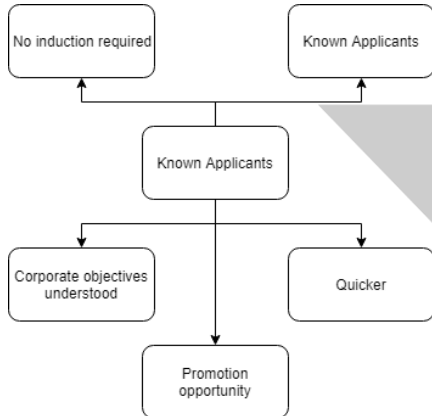 No induction required
Known Applicants
Known Applicants
Corporate objectives
understood
Quicker
Promotion
opportunity